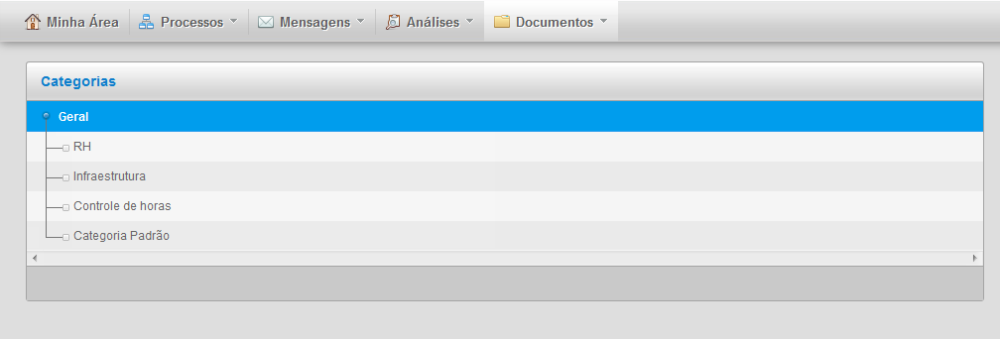 Minha Área Processos Mensagens Análises Documentos
Categorias
Geral
RH
Infraestrutura
Controle de horas
Categoria Padrão